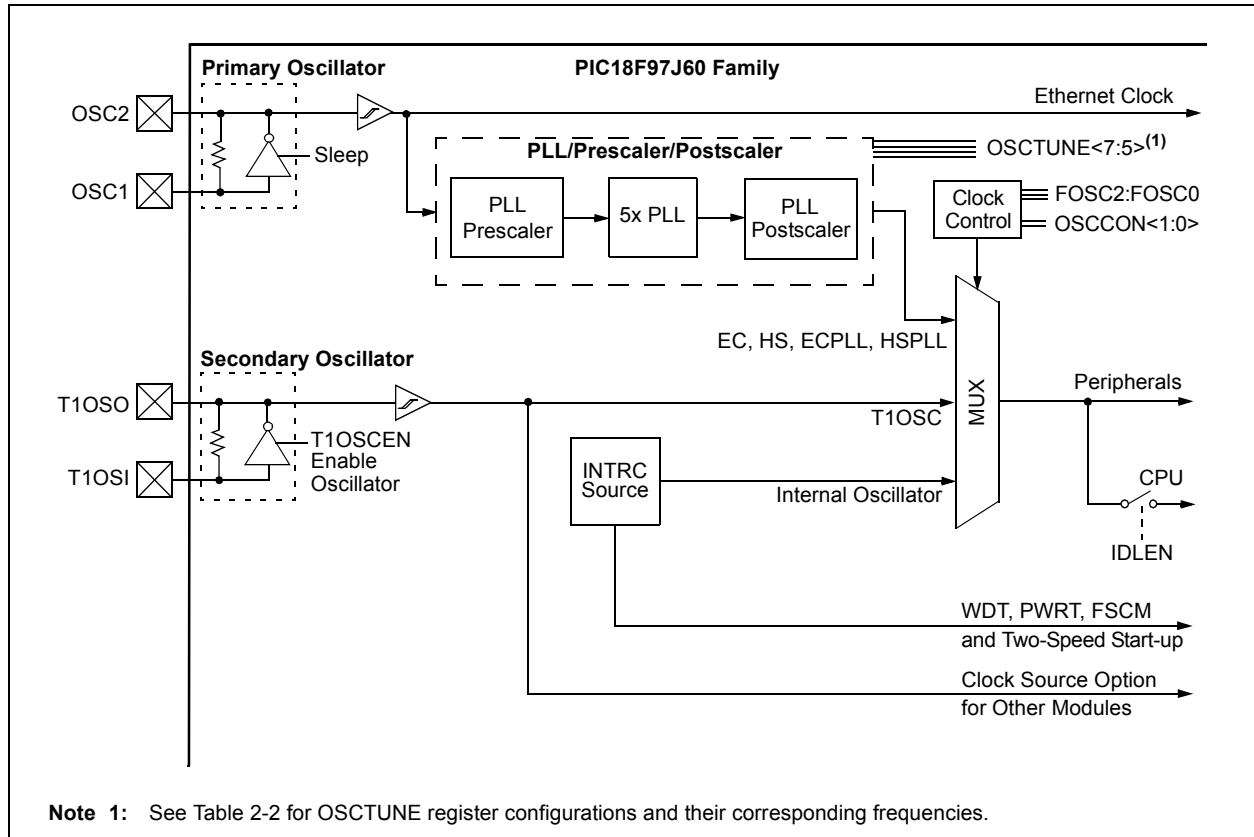 Primary Oscillator
PIC18F97J60 Family
OSC2
OSC1
Sleep
Ethernet Clock
PLL/Prescaler/Postscaler
OSCTUNE<7:5>(1)
PLL
Prescaler
5x PLL
PLL
Postscaler
Clock
Control
FOSC2:FOSC0
OSCCON<1:0>
EC, HS, ECPLL, HSPLL
Secondary Oscillator
T1OSO
T1OSI
T1OSCEN
Enable
Oscillator
T1OSC
MUX
Peripherals
INTRC
Source
Internal Oscillator
CPU
IDLEN
WDT, PWRT, FSCM
and Two-Speed Start-up
Clock Source Option
for Other Modules
Note 1: See Table 2-2 for OSCTUNE register configurations and their corresponding frequencies.